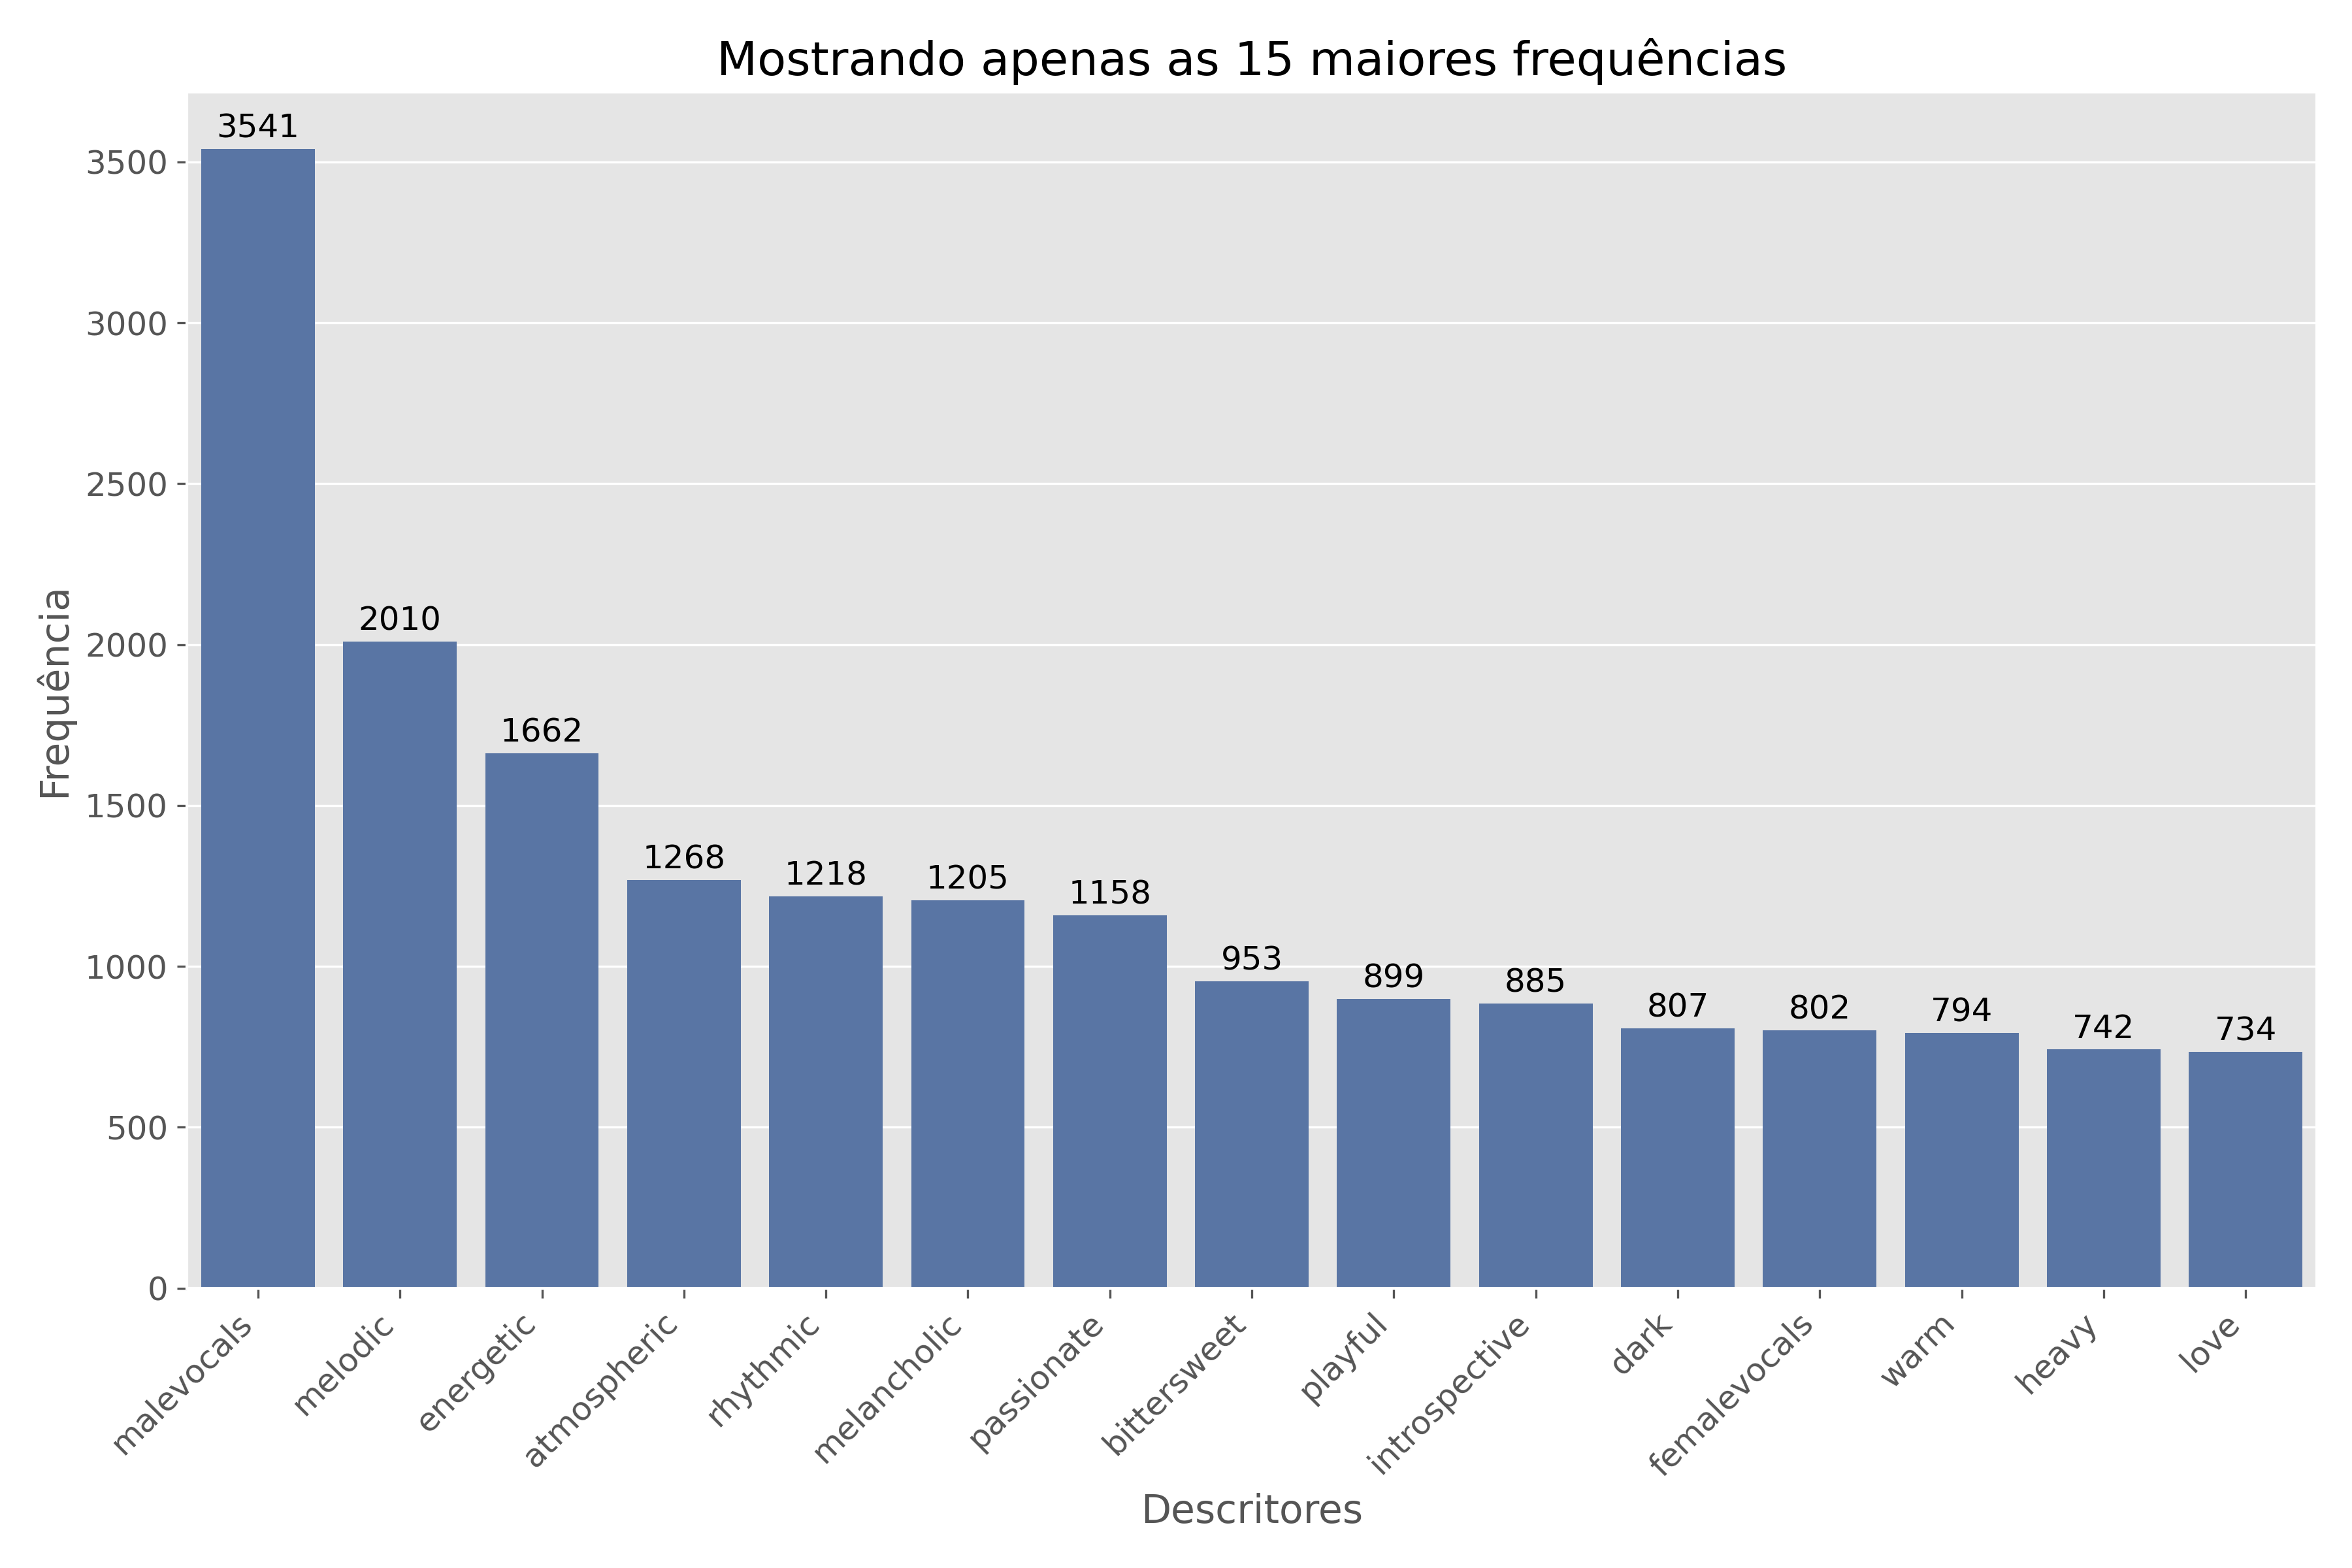 Mostrando apenas as 15 maiores frequências
Frequência
3500
3000
2500
2000
1500
1000
500
0
3541
2010
1662
1268
1218
1205
1158
953
899
885
807
802
794
742
734
malevocals
melodic
energetic
atmospheric
rhythmic
melancholic
passionate
bittersweet
playful
introspective
dark
femalevocals
warm
heavy
love
Descritores